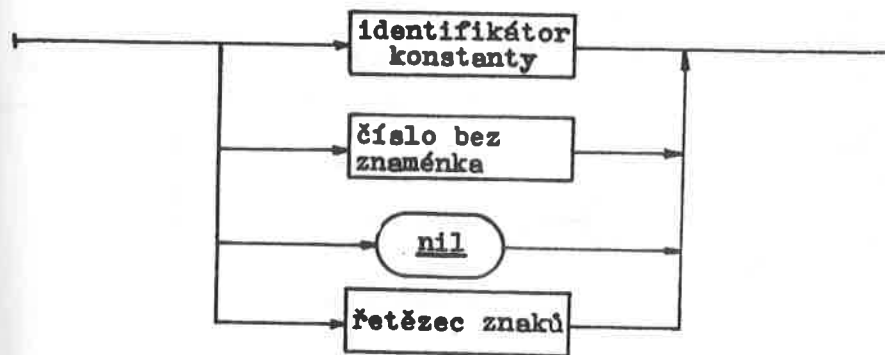 identifikátor
konstanty
číslo bez
znaménka
nil
řetězec znaků